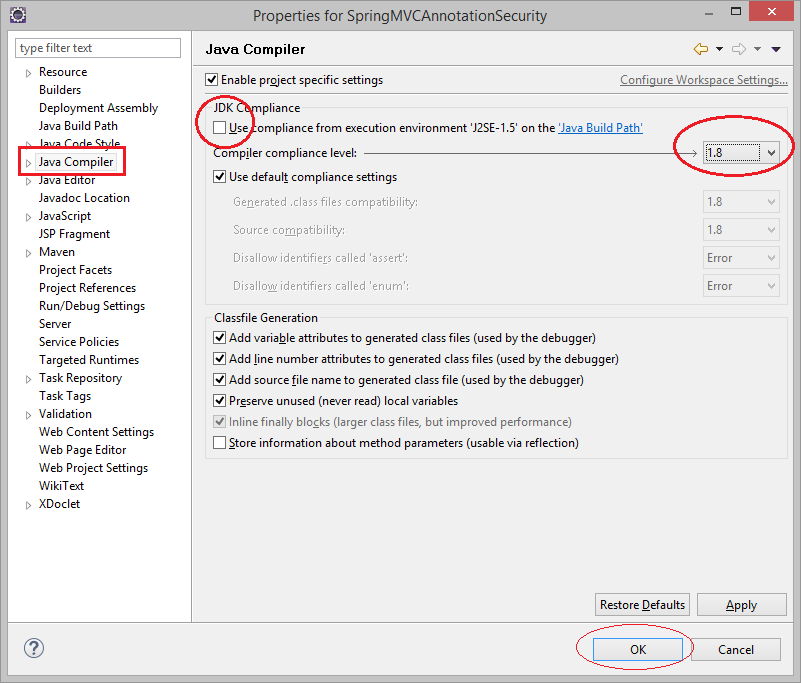 Properties for SpringMVCAnnotationSecurity
type filter text
Resource
Builders
Deployment Assembly
Java Build Path
Java Code Style
Java Compiler
Java Editor
Javadoc Location
JavaScript
JSP Fragment
Maven
Project Facets
Project References
Run/Debug Settings
Server
Service Policies
Targeted Runtimes
Task Repository
Task Tags
Validation
Web Content Settings
Web Page Editor
Web Project Settings
WikiText
XDoclet
Java Compiler
Enable project specific settings
Configure Workspace Settings...
JDK Compliance
Use compliance from execution environment 'J2SE-1.5' on the 'Java Build Path'
Compiler compliance level: 1.8
Use default compliance settings
Generated .class files compatibility: 1.8
Source compatibility: 1.8
Disallow identifiers called 'assert': Error
Disallow identifiers called 'enum': Error
Classfile Generation
Add variable attributes to generated class files (used by the debugger)
Add line number attributes to generated class files (used by the debugger)
Add source file name to generated class file (used by the debugger)
Preserve unused (never read) local variables
Inline finally blocks (larger class files, but improved performance)
Store information about method parameters (usable via reflection)
Restore Defaults Apply
? OK Cancel